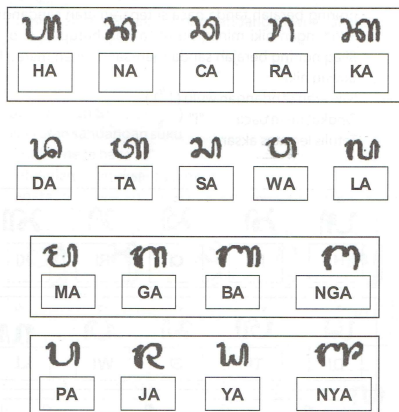 ᬳ ᬦ ᬘ ᬭ ᬓ
HA NA CA RA KA
ᬤ ᬢ ᬲ ᬯ ᬮ
DA TA SA WA LA
ᬫ ᬕ ᬩ ᬗ
MA GA BA NGA
ᬧ ᬚ ᬬ ᬜ
PA JA YA NYA